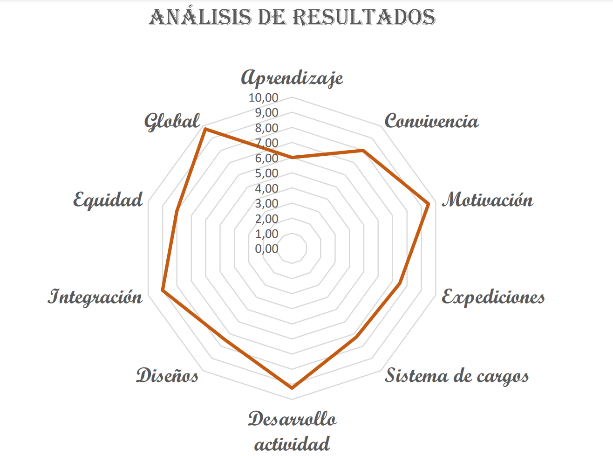 ANÁLISIS DE RESULTADOS
Aprendizaje
10,00
9,00
8,00
7,00
6,00
5,00
4,00
3,00
2,00
1,00
0,00
Convivencia
Motivación
Expediciones
Sistema de cargos
Desarrollo
actividad
Diseños
Integración
Equidad
Global